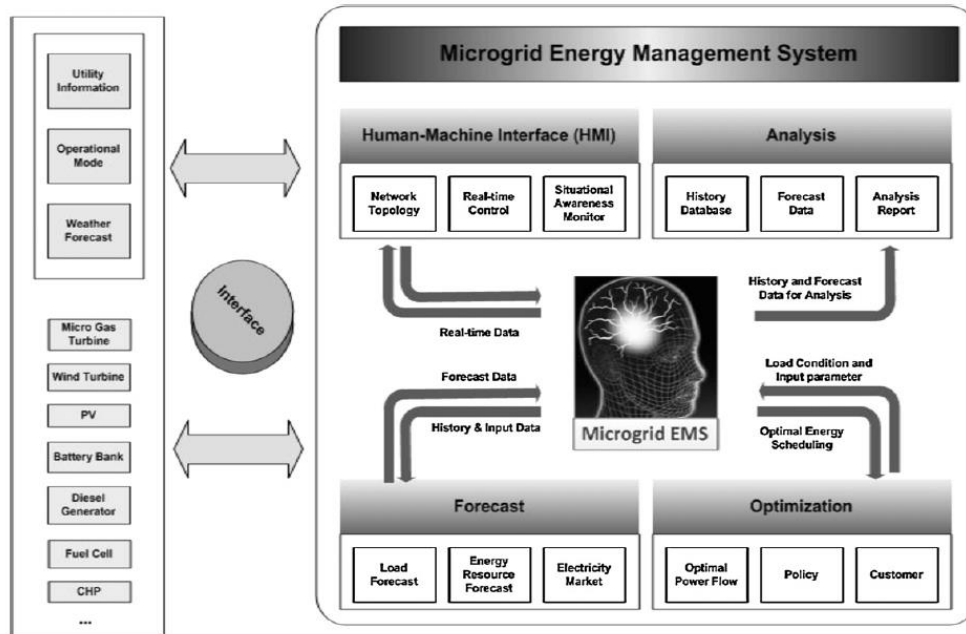 Utility
Information
Operational
Mode
Weather
Forecast
Micro Gas
Turbine
Wind Turbine
PV
Battery Bank
Diesel
Generator
Fuel Cell
CHP
...
Interface
Microgrid Energy Management System
Human-Machine Interface (HMI)
Network
Topology
Real-time
Control
Situational
Awareness
Monitor
Analysis
History
Database
Forecast
Data
Analysis
Report
Real-time Data
History and Forecast
Data for Analysis
Forecast Data
History & Input Data
Microgrid EMS
Load Condition and
Input parameter
Optimal Energy
Scheduling
Forecast
Load
Forecast
Energy
Resource
Forecast
Electricity
Market
Optimization
Optimal
Power Flow
Policy
Customer